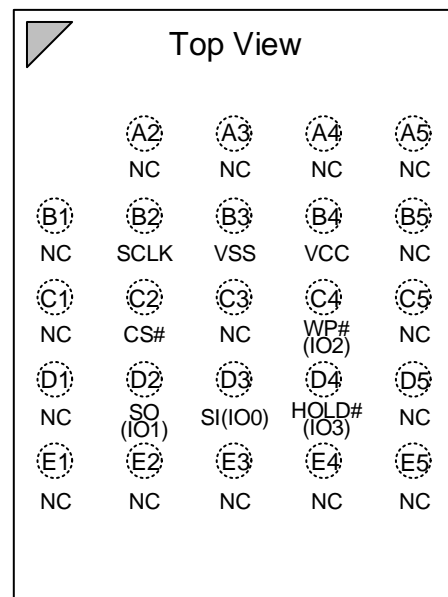 Top View
A2 A3 A4 A5
NC NC NC NC
B1 B2 B3 B4 B5
NC SCLK VSS VCC NC
C1 C2 C3 C4 C5
NC CS# NC WP# NC
(IO2)
D1 D2 D3 D4 D5
NC SO SI(IO0) HOLD# NC
(IO1) (IO3)
E1 E2 E3 E4 E5
NC NC NC NC NC